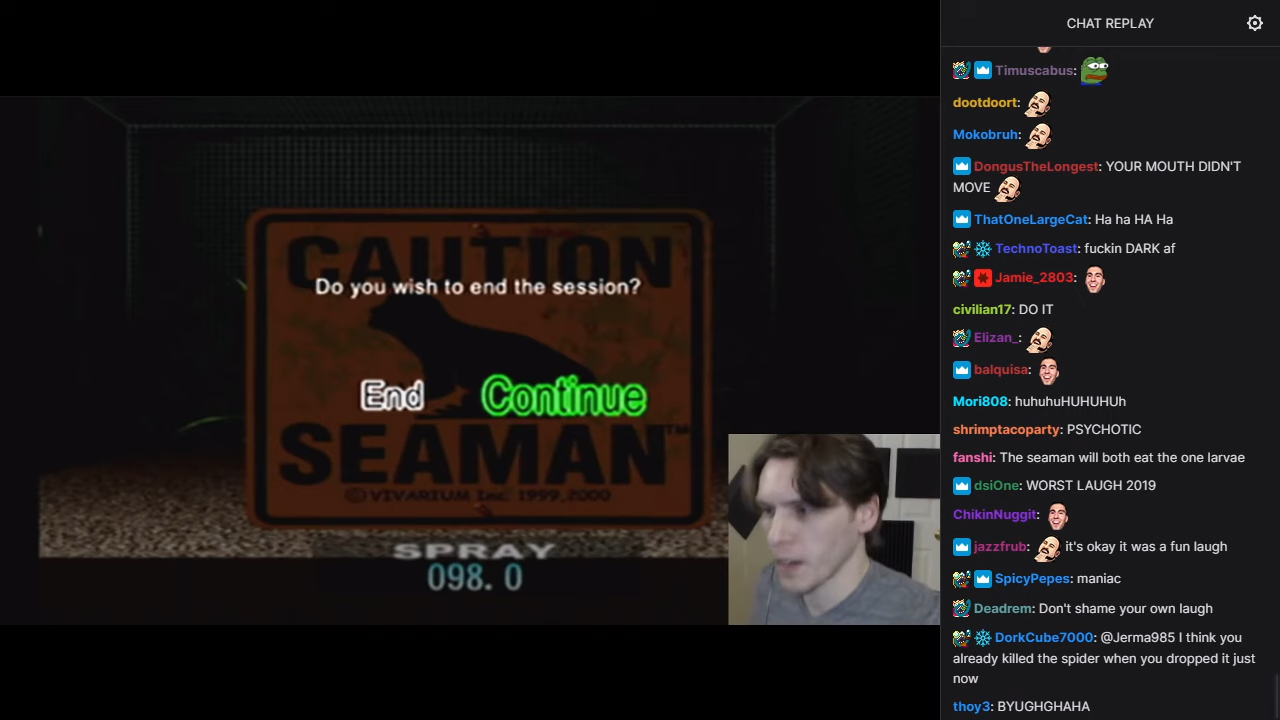 CAUTION
Do you wish to end the session?
End Continue
SEAMAN™
© VIVARIUM Inc. 1999,2000
SPRAY
098. 0
CHAT REPLAY
Timuscabus:
dootdoort:
Mokobruh:
DongusTheLongest: YOUR MOUTH DIDN'T
MOVE
ThatOneLargeCat: Ha ha HA Ha
TechnoToast: fuckin DARK af
Jamie_2803:
civilian17: DO IT
Elizan_:
balquisa:
Mori808: huhuhuHUHUHUh
shrimptacoparty: PSYCHOTIC
fanshi: The seaman will both eat the one larvae
dsiOne: WORST LAUGH 2019
ChikinNuggit:
jazzfrub: it's okay it was a fun laugh
SpicyPepes: maniac
Deadrem: Don't shame your own laugh
DorkCube7000: @Jerma985 I think you
already killed the spider when you dropped it just
now
thoy3: BYUGHGHAHA